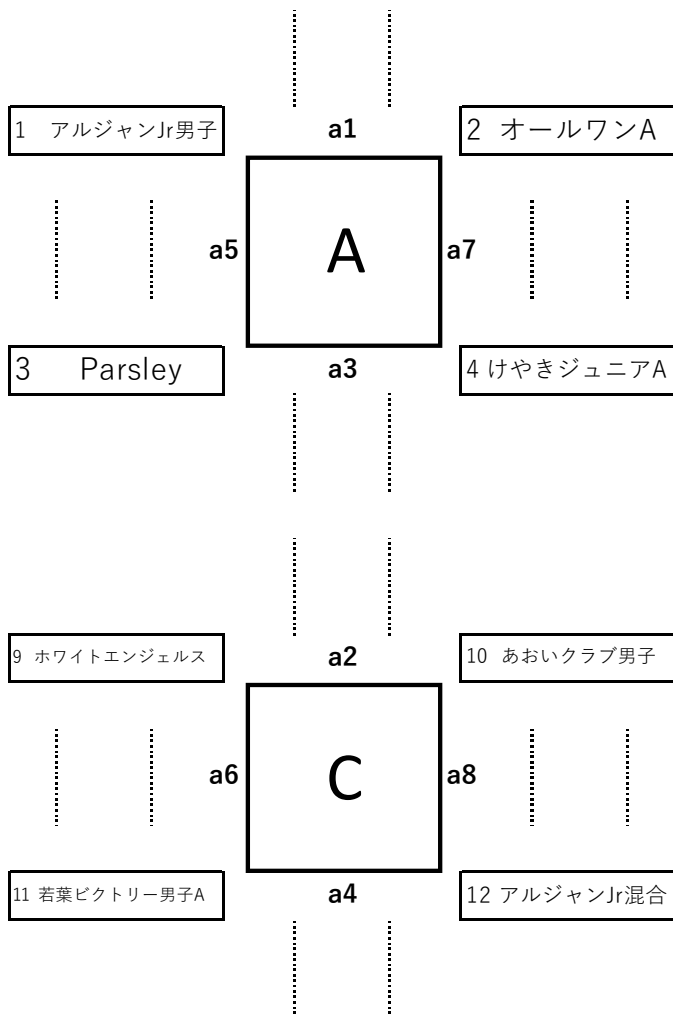 1 アルジャンJr男子
a1
2 オールワンA
a5
A
a7
3 Parsley
a3
4 けやきジュニアA
9 ホワイトエンジェルス
a2
10 あおいクラブ男子
a6
C
a8
11 若葉ビクトリー男子A
a4
12 アルジャンJr混合